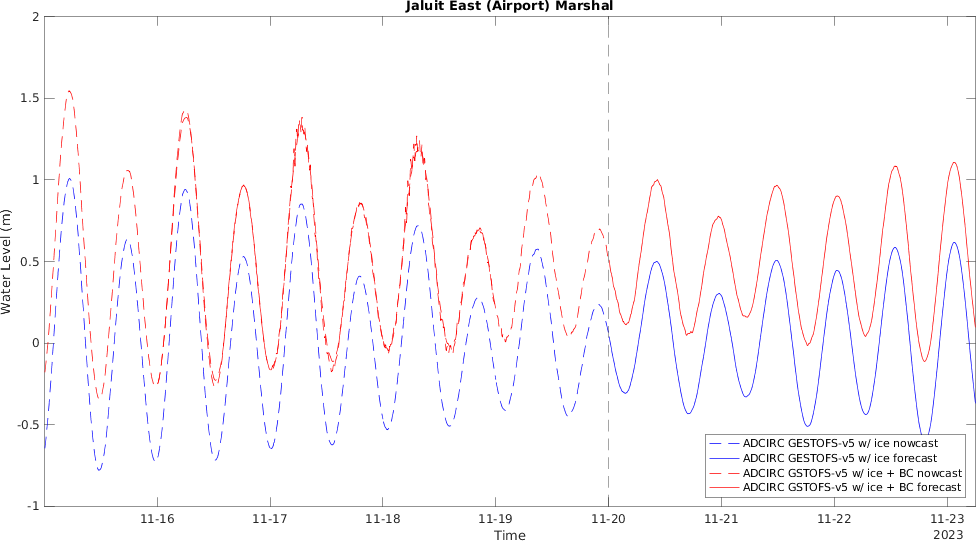 Jaluit East (Airport) Marshal
2
1.5
1
0.5
0
-0.5
-1
Water Level (m)
11-16
11-17
11-18
11-19
11-20
11-21
11-22
11-23
2023
Time
ADCIRC GESTOFS-v5 w/ ice nowcast
ADCIRC GESTOFS-v5 w/ ice forecast
ADCIRC GSTOFS-v5 w/ ice + BC nowcast
ADCIRC GSTOFS-v5 w/ ice + BC forecast